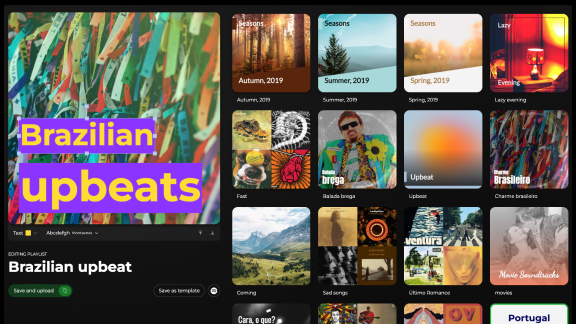 Brazilian
upbeats
Text
Abcdefgh Montserrat
EDITING PLAYLIST
Brazilian upbeat
Save and upload
Save as template
Seasons
Autumn, 2019
Autumn, 2019
Seasons
Summer, 2019
Summer, 2019
Seasons
Spring, 2019
Spring, 2019
Lazy
Evening
Lazy evening
Fast
Balada
brega
Balada brega
Upbeat
Upbeat
Charme
Brasileiro
Charme brasileiro
Coming
Sad songs
ventura
Último Romance
Movie Soundtracks
movies
Cara, o que?
Portugal